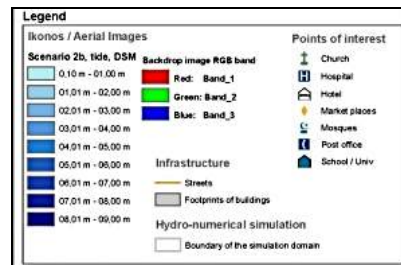 Legend
Ikonos / Aerial Images
Scenario 2b, tide, DSM
0,10 m - 01,00 m
01,01 m - 02,00 m
02,01 m - 03,00 m
03,01 m - 04,00 m
04,01 m - 05,00 m
05,01 m - 06,00 m
06,01 m - 07,00 m
07,01 m - 08,00 m
08,01 m - 09,00 m
Backdrop image RGB band
Red: Band_1
Green: Band_2
Blue: Band_3
Infrastructure
Streets
Footprints of buildings
Hydro-numerical simulation
Boundary of the simulation domain
Points of interest
Church
H Hospital
Hotel
Market places
Mosques
Post office
School / Univ